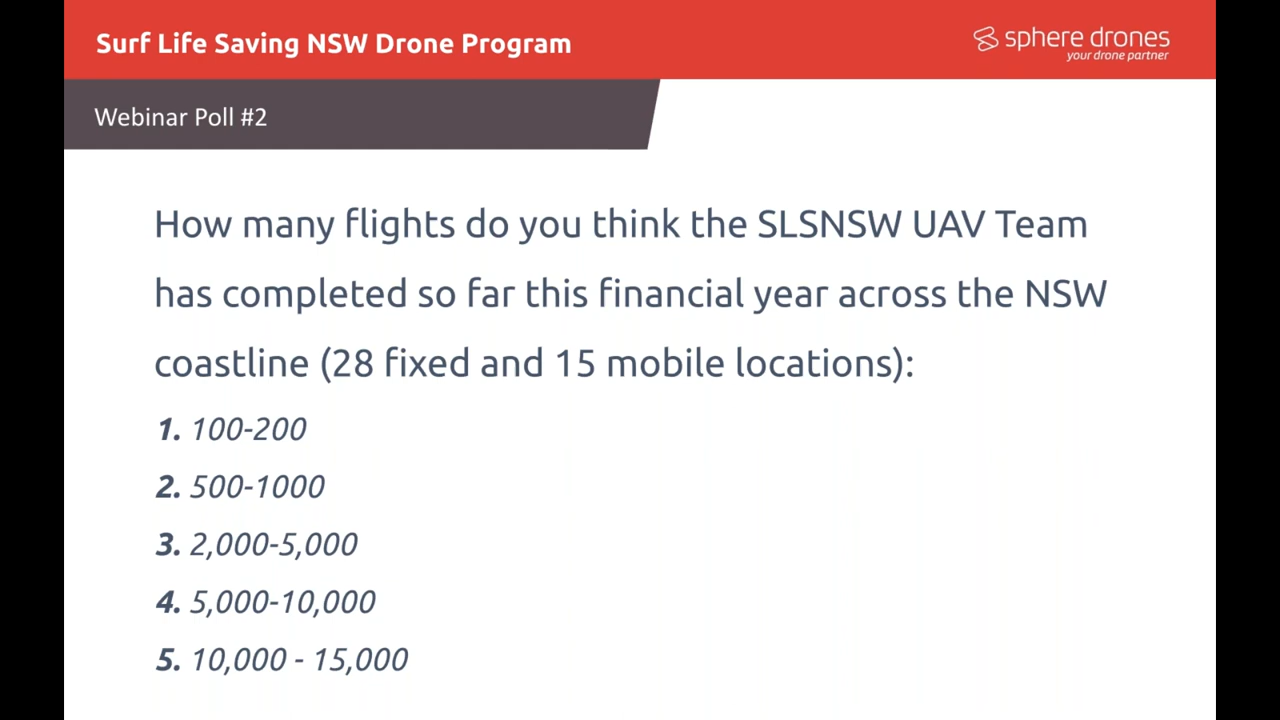 Surf Life Saving NSW Drone Program
sphere drones
your drone partner
Webinar Poll #2
How many flights do you think the SLSNSW UAV Team
has completed so far this financial year across the NSW
coastline (28 fixed and 15 mobile locations):
1. 100-200
2. 500-1000
3. 2,000-5,000
4. 5,000-10,000
5. 10,000 - 15,000